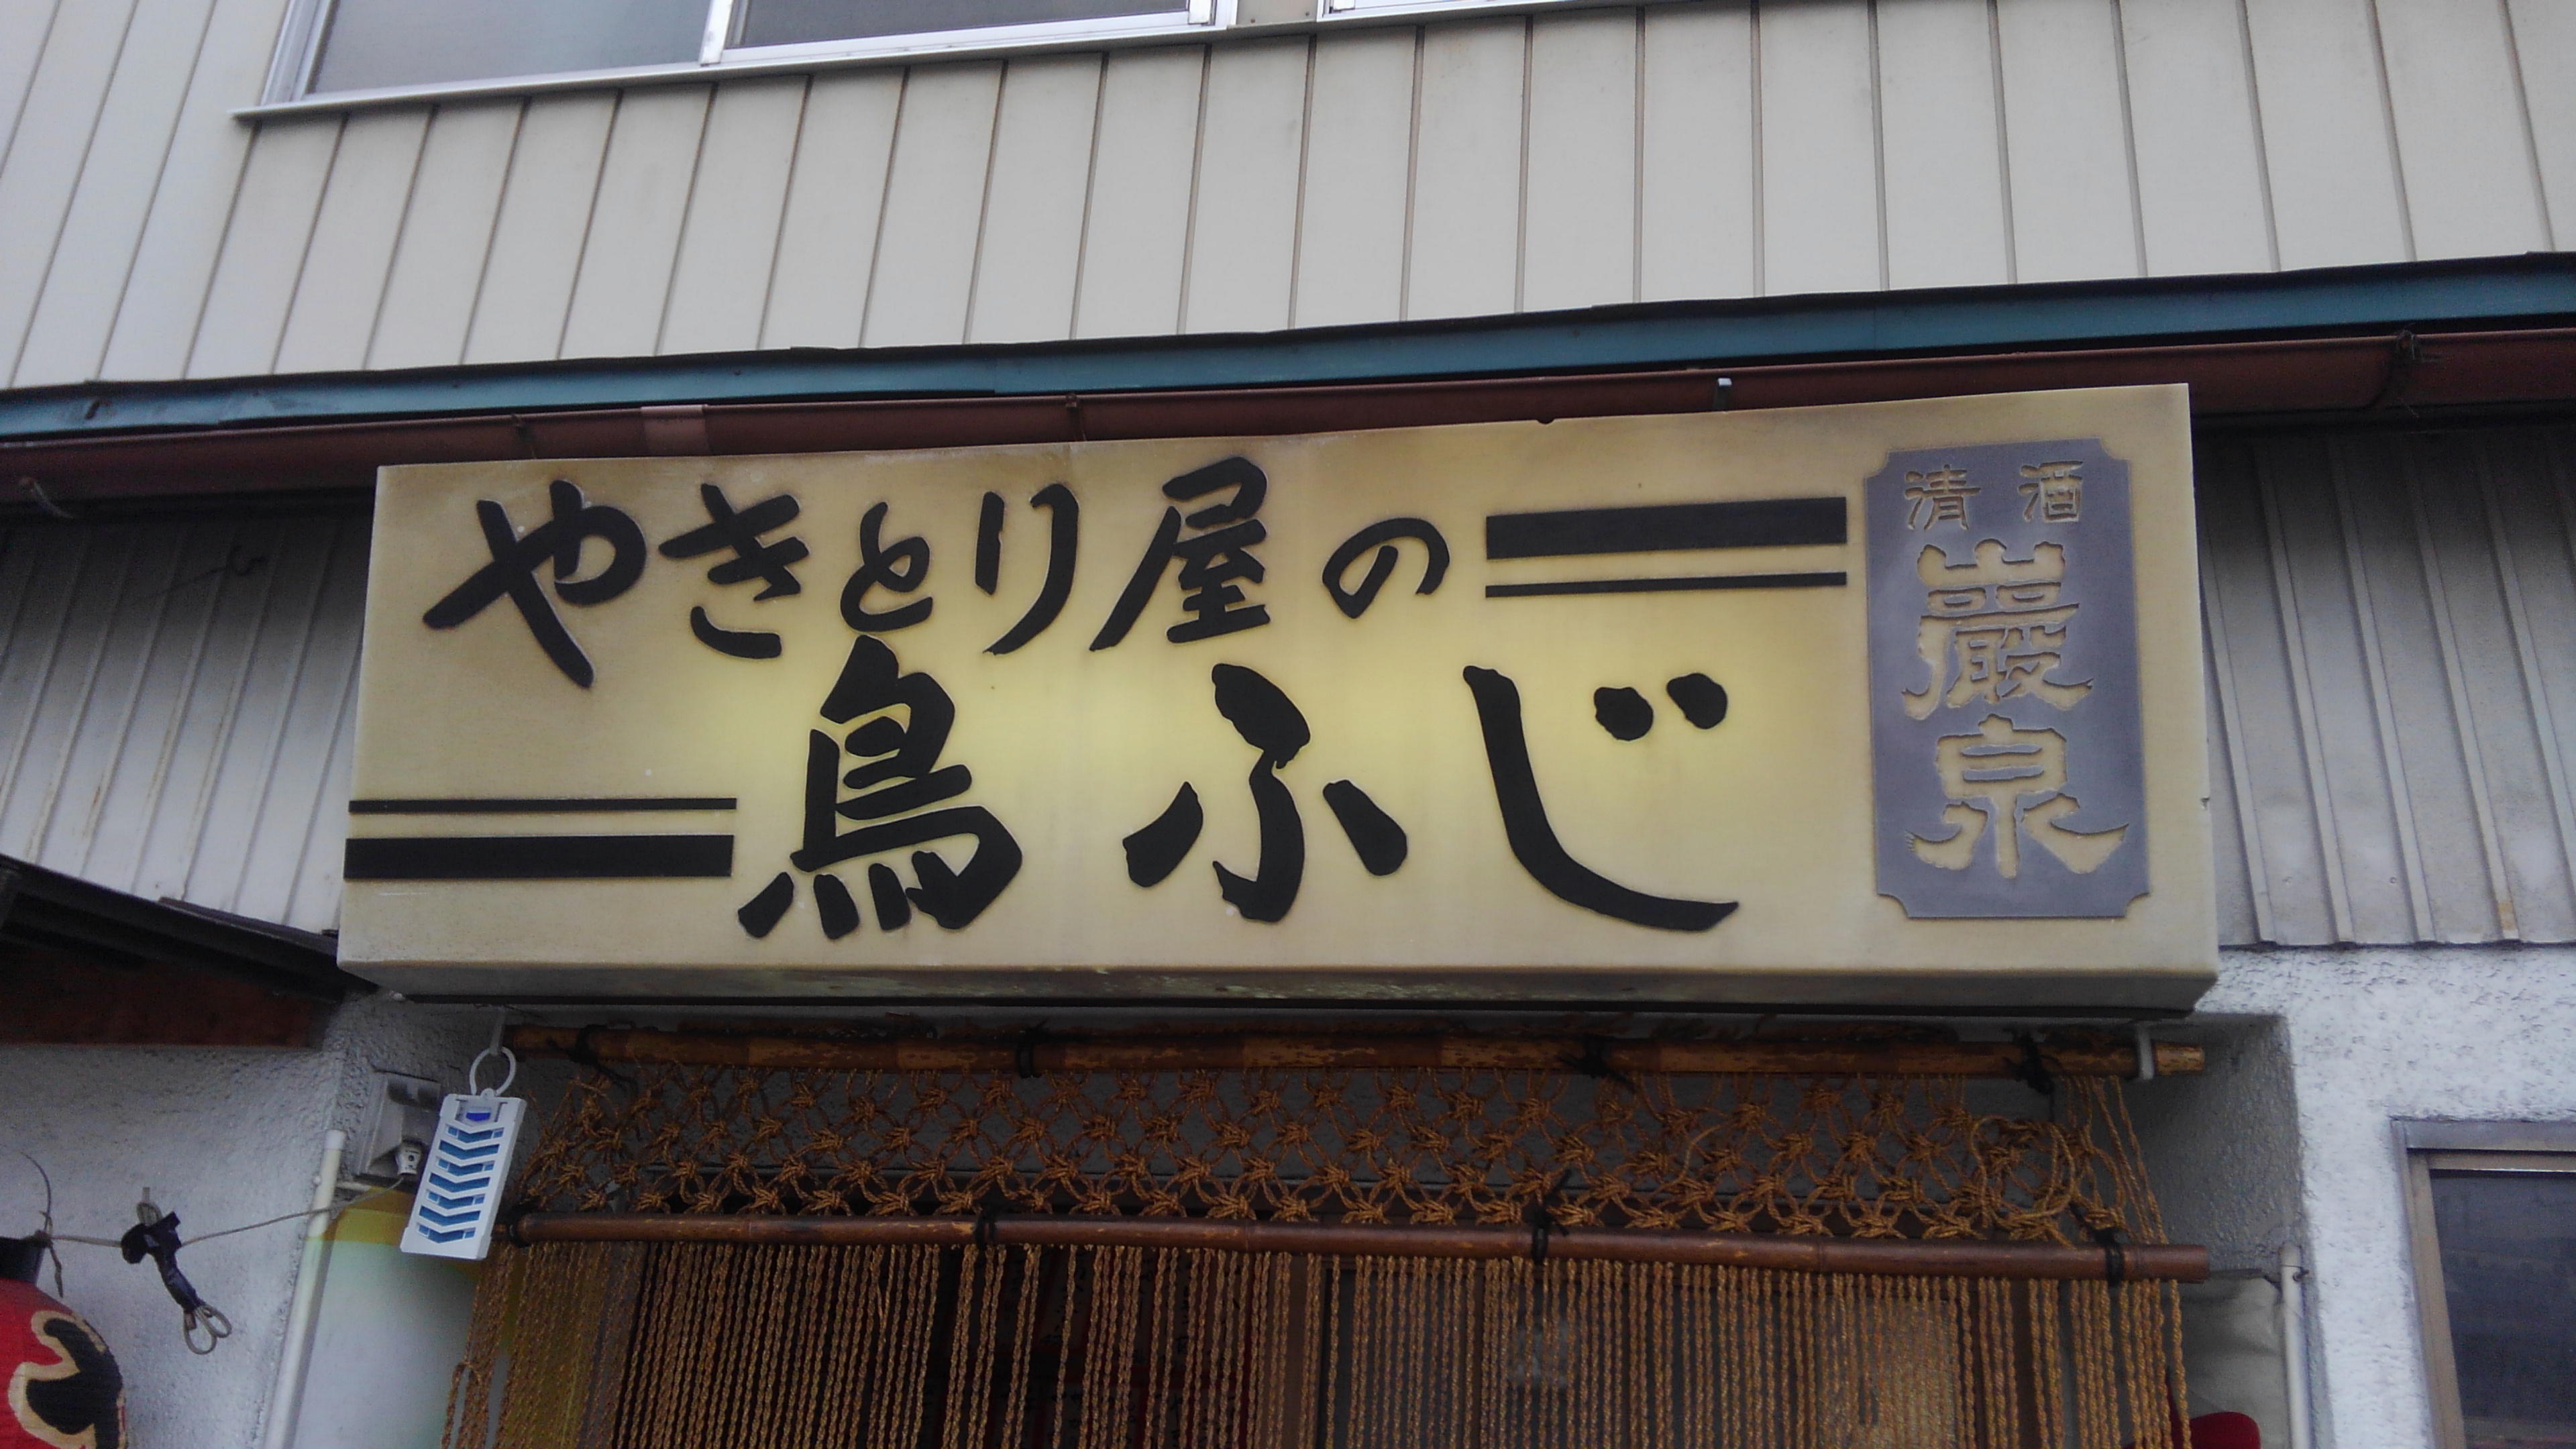 やきとり屋の
鳥ふじ
清酒
巖泉